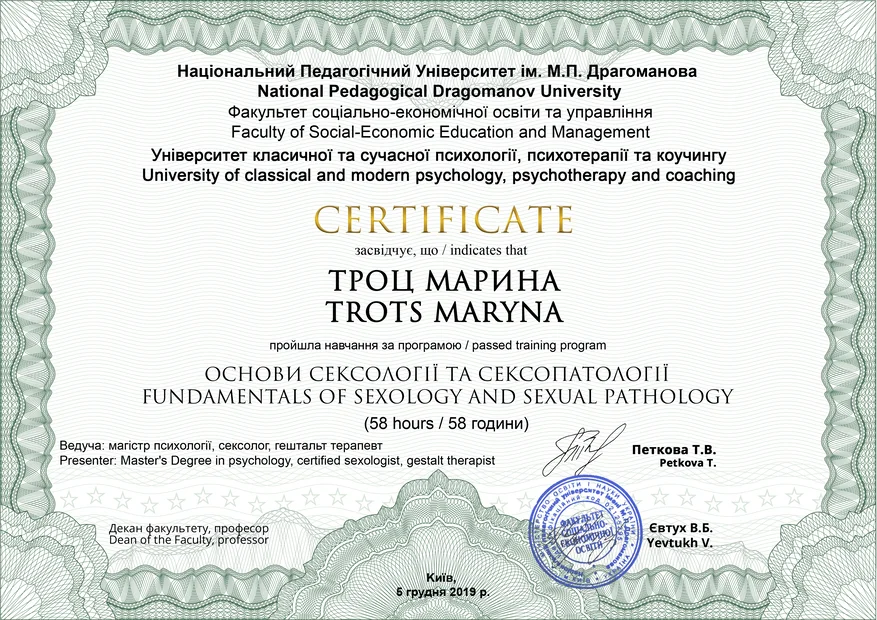 Національний Педагогічний Університет ім. М.П. Драгоманова
National Pedagogical Dragomanov University
Факультет соціально-економічної освіти та управління
Faculty of Social-Economic Education and Management
Університет класичної та сучасної психології, психотерапії та коучингу
University of classical and modern psychology, psychotherapy and coaching
CERTIFICATE
засвідчує, що / indicates that
ТРОЦ МАРИНА
TROTS MARYNA
пройшла навчання за програмою / passed training program
ОСНОВИ СЕКСОЛОГІЇ ТА СЕКСОПАТОЛОГІЇ
FUNDAMENTALS OF SEXOLOGY AND SEXUAL PATHOLOGY
(58 hours / 58 години)
Ведуча: магістр психології, сексолог, гештальт терапевт
Presenter: Master's Degree in psychology, certified sexologist, gestalt therapist
Петкова Т.В.
Petkova T.
Декан факультету, професор
Dean of the Faculty, professor
ФАКУЛЬТЕТ
СОЦІАЛЬНО-
ЕКОНОМІЧНОЇ
ОСВІТИ
Євтух В.Б.
Yevtukh V.
Київ,
5 грудня 2019 р.